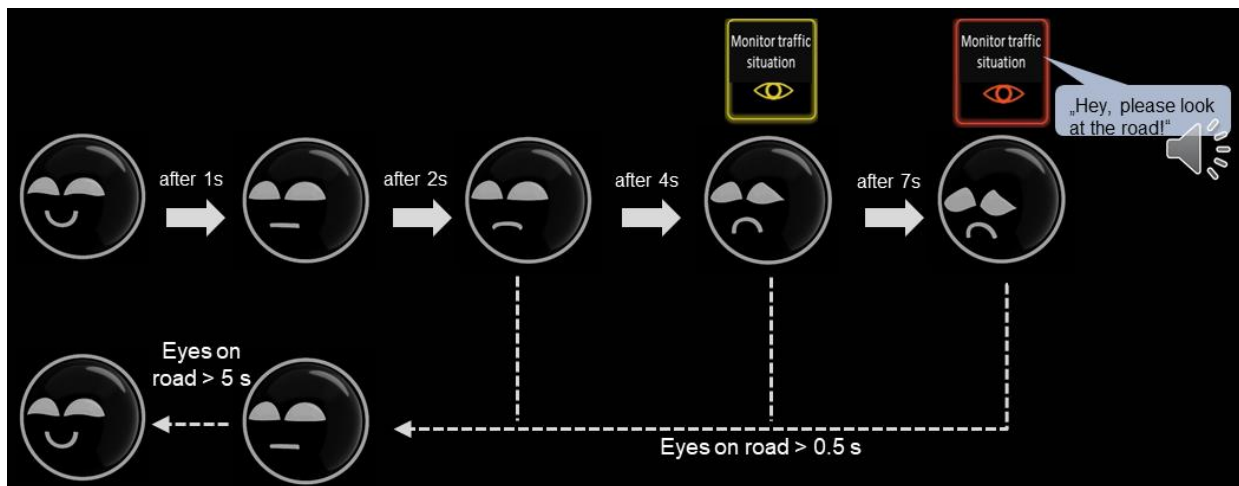 Monitor traffic
situation
Monitor traffic
situation
„Hey, please look
at the road!“
after 1s
after 2s
after 4s
after 7s
Eyes on
road > 5 s
Eyes on road > 0.5 s